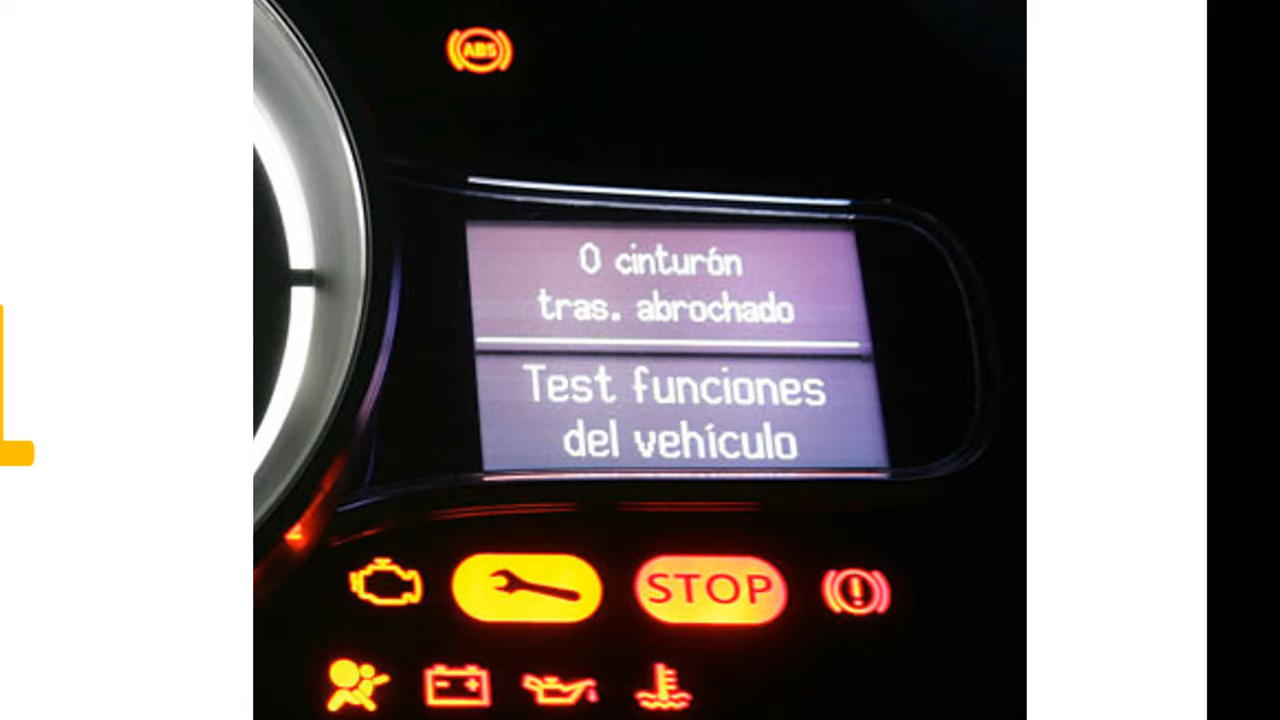 ABS
0 cinturón
tras. abrochado
Test funciones
del vehículo
STOP